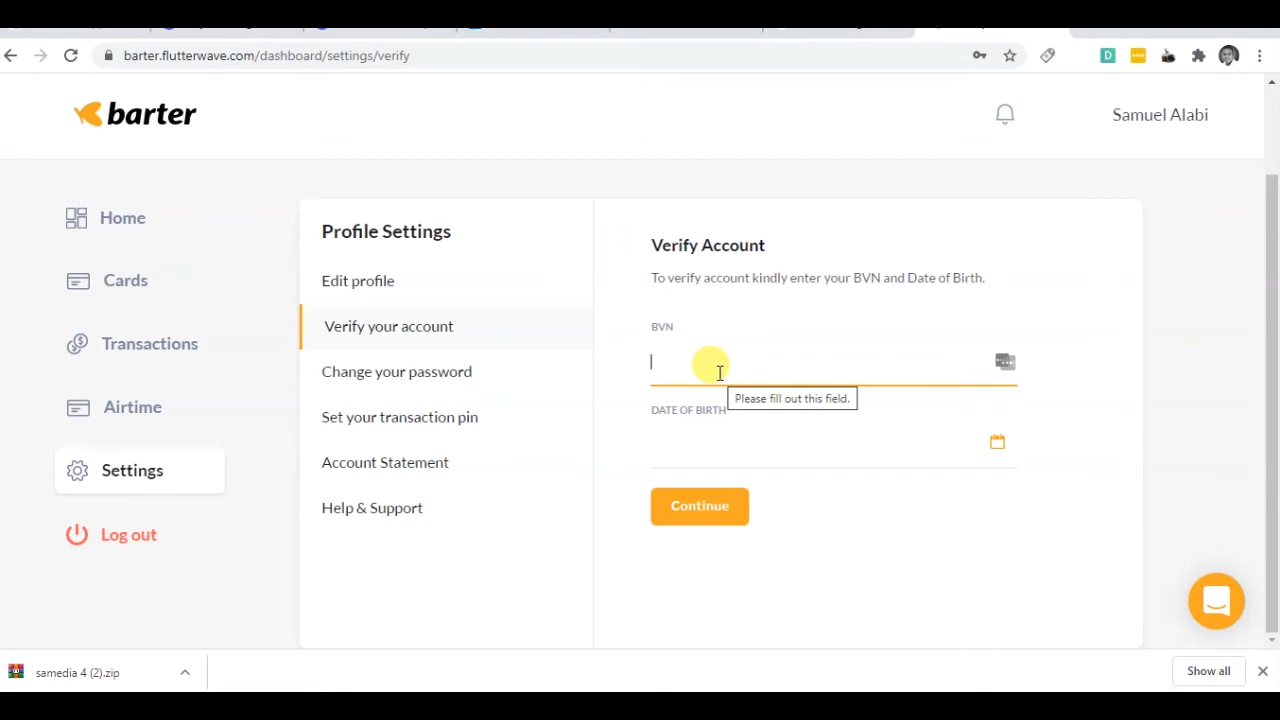 barter.flutterwave.com/dashboard/settings/verify
D
barter
Samuel Alabi
Home
Cards
Transactions
Airtime
Settings
Log out
Profile Settings
Edit profile
Verify your account
Change your password
Set your transaction pin
Account Statement
Help & Support
Verify Account
To verify account kindly enter your BVN and Date of Birth.
BVN
Please fill out this field.
DATE OF BIRTH
Continue
samedia 4 (2).zip
Show all